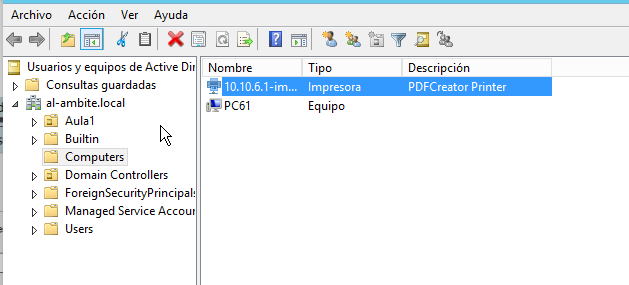 Archivo Acción Ver Ayuda
Usuarios y equipos de Active Dir
Consultas guardadas
al-ambite.local
Aula1
Builtin
Computers
Domain Controllers
ForeignSecurityPrincipals
Managed Service Accour
Users
Nombre Tipo Descripción
10.10.6.1-im... Impresora PDFCreator Printer
PC61 Equipo